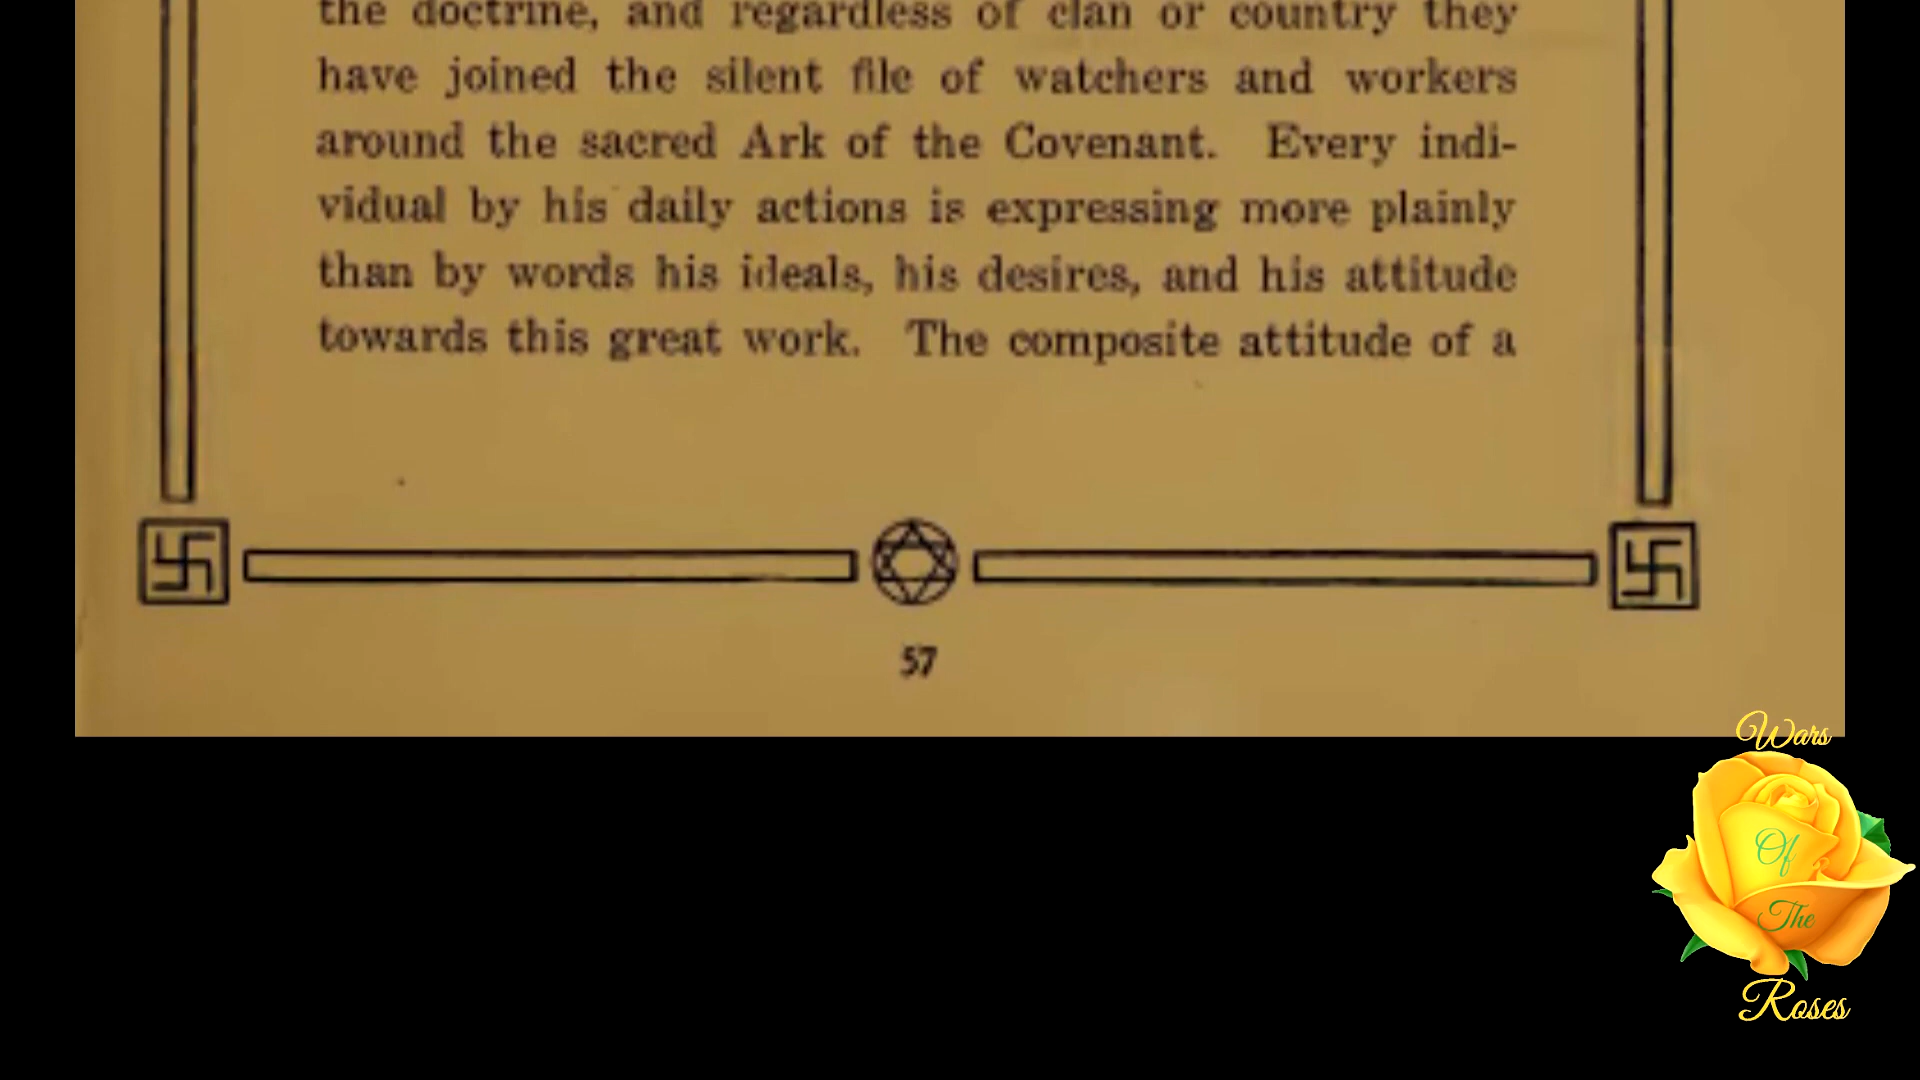 the doctrine, and regardless of clan or country they
have joined the silent file of watchers and workers
around the sacred Ark of the Covenant. Every indi-
vidual by his daily actions is expressing more plainly
than by words his ideals, his desires, and his attitude
towards this great work. The composite attitude of a
57
Wars
Of
The
Roses